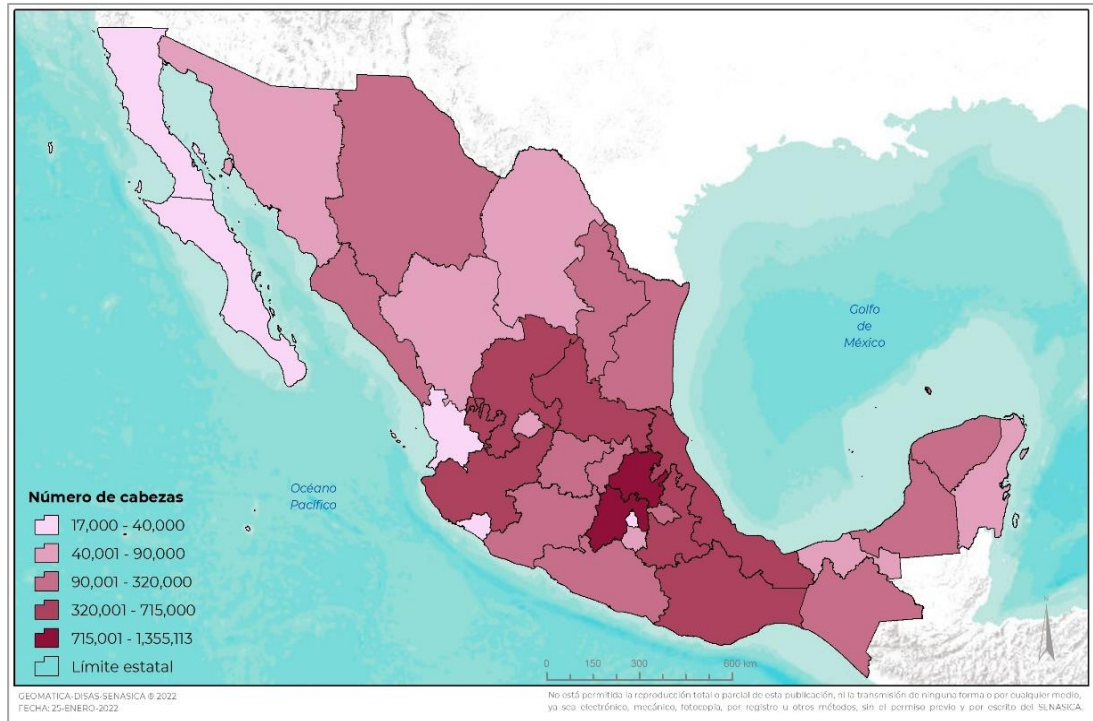 Golfo
de
México
Océano
Pacífico
Número de cabezas
17,000 - 40,000
40,001 - 90,000
90,001 - 320,000
320,001 - 715,000
715,001 - 1,355,113
Límite estatal
0 150 300 600 km
N
GEOMÁTICA-DISAS-SENASICA ® 2022
FECHA: 25-ENERO-2022
No está permitida la reproducción total o parcial de esta publicación, ni la transmisión de ninguna forma o por cualquier medio,
ya sea electrónico, mecánico, fotocopia, por registro u otros métodos, sin el permiso previo y por escrito del SENASICA.